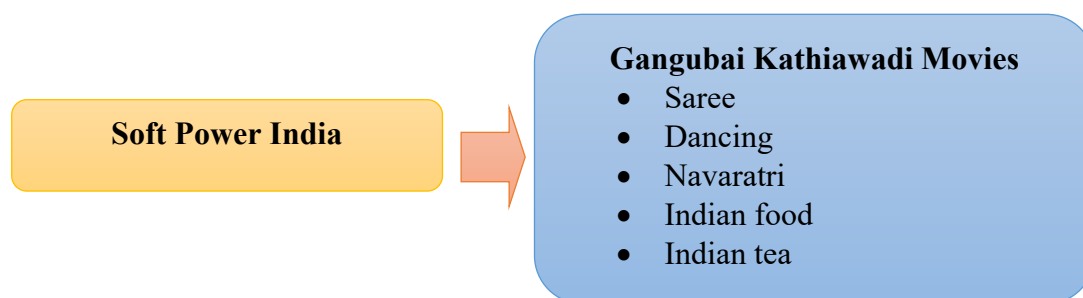 Soft Power India
Gangubai Kathiawadi Movies
• Saree
• Dancing
• Navaratri
• Indian food
• Indian tea